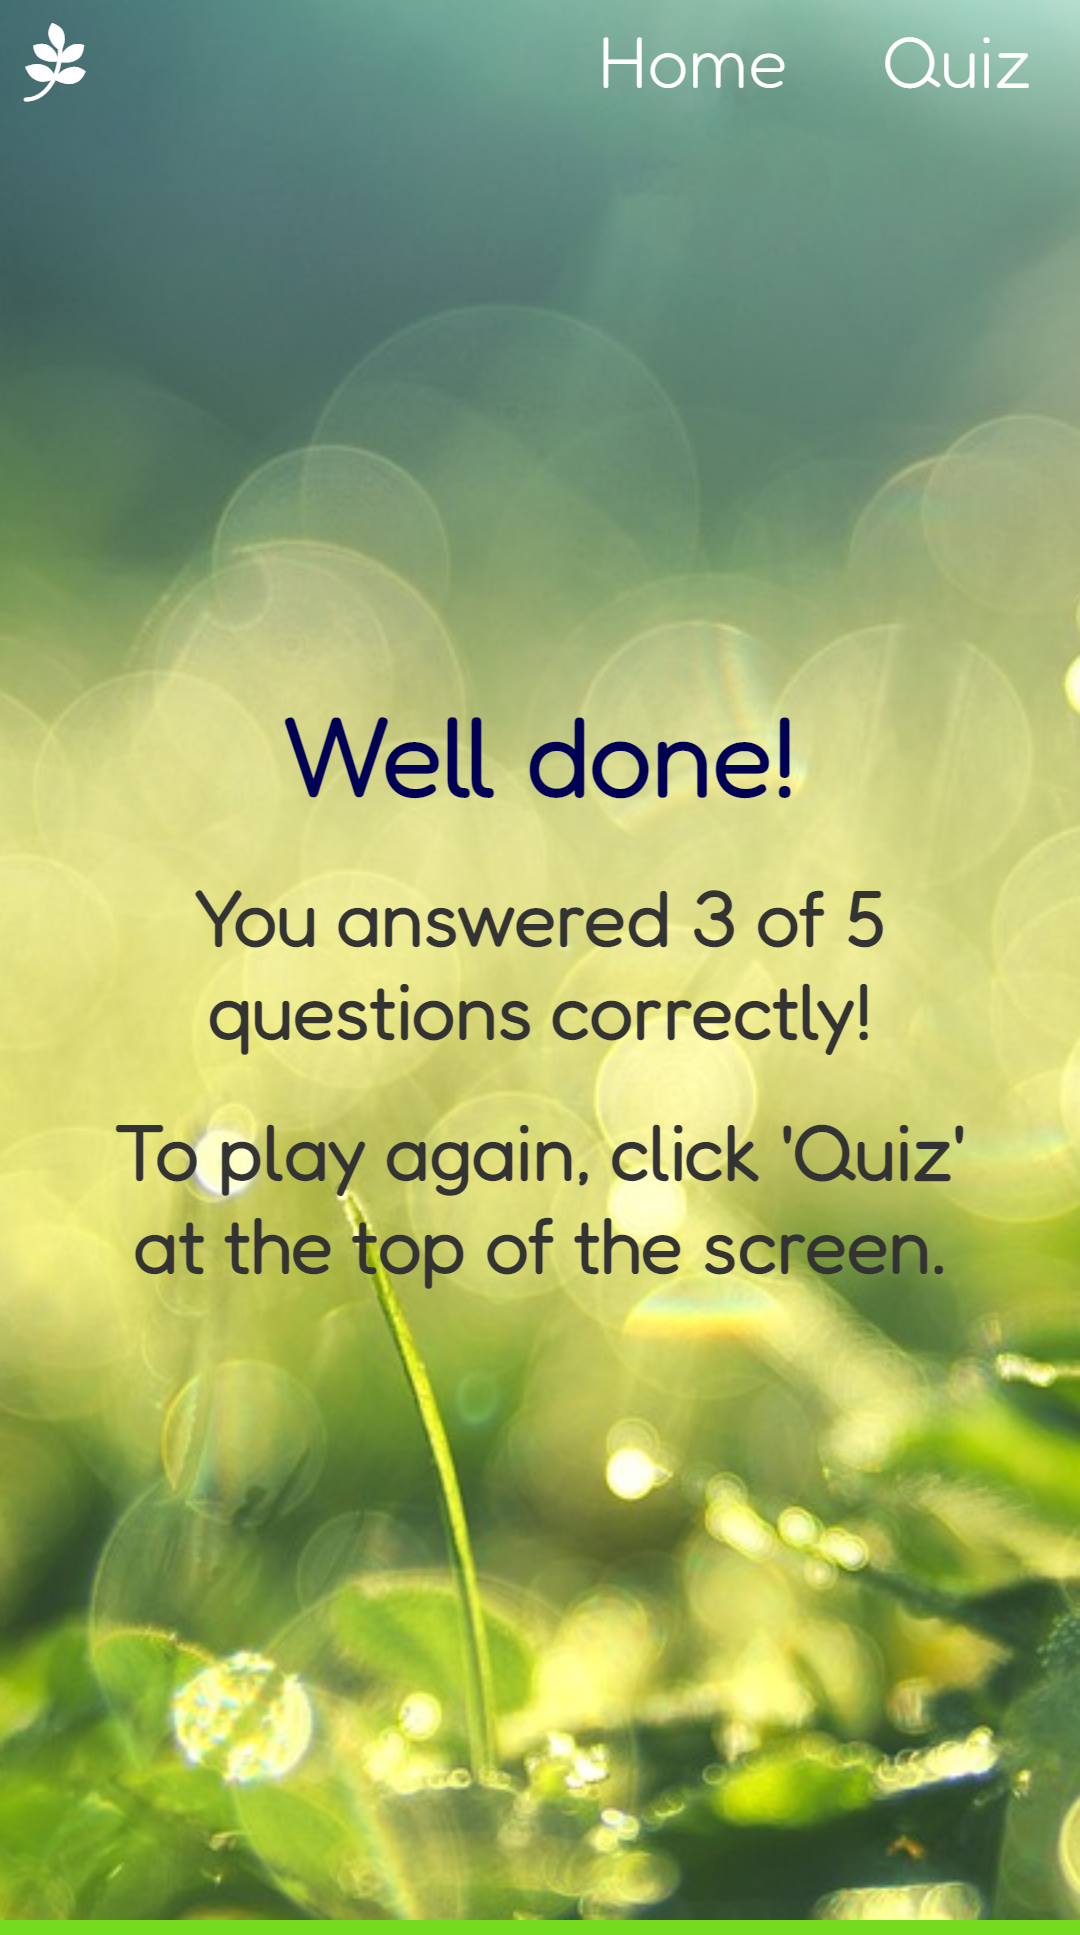 Home Quiz
Well done!
You answered 3 of 5
questions correctly!
To play again, click 'Quiz'
at the top of the screen.